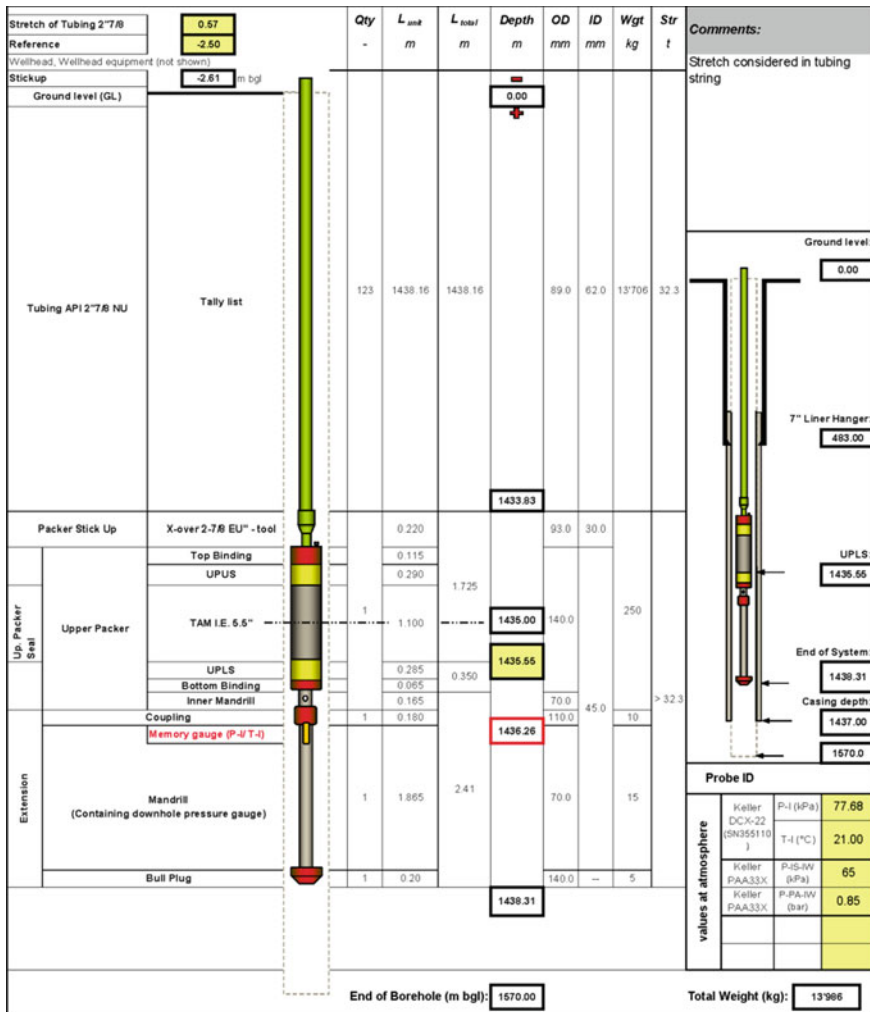 Stretch of Tubing 2"7/8 0.57
Reference -2.50
Wellhead, Wellhead equipment (not shown)
Stickup -2.61 m bgl
Ground level (GL)
Qty L unit L total Depth OD ID Wgt Str
- m m m mm mm kg t
0.00
Tubing API 2"7/8 NU Tally list 123 1438.16 1438.16 89.0 62.0 13'706 32.3
1433.83
Packer Stick Up X-over 2-7/8 EU" - tool 0.220 93.0 30.0
Top Binding 0.115
UPUS 0.290
1.725
Up. Packer Seal
Upper Packer TAM I.E. 5.5" 1 1.100 1435.00 140.0 250
1435.55
UPLS 0.285
0.350
Bottom Binding 0.065
Inner Mandrill 0.165 70.0 45.0 > 32.3
Coupling 1 0.180 110.0 10
Memory gauge (P-I/ T-I) 1436.26
Extension
Mandrill
(Containing downhole pressure gauge) 1 1.865 2.41 70.0 15
Bull Plug 1 0.20 140.0 -- 5
1438.31
End of Borehole (m bgl): 1570.00
Comments:
Stretch considered in tubing
string
Ground level:
0.00
7" Liner Hanger:
483.00
UPLS:
1435.55
End of System:
1438.31
Casing depth:
1437.00
1570.0
Probe ID
values at atmosphere
Keller
DCX-22
(SN355110
)
P-I (kPa) 77.68
T-I (°C) 21.00
Keller
PAA33X
P-IS-IW
(kPa)
65
Keller
PAA33X
P-PA-IW
(bar)
0.85
Total Weight (kg): 13'986